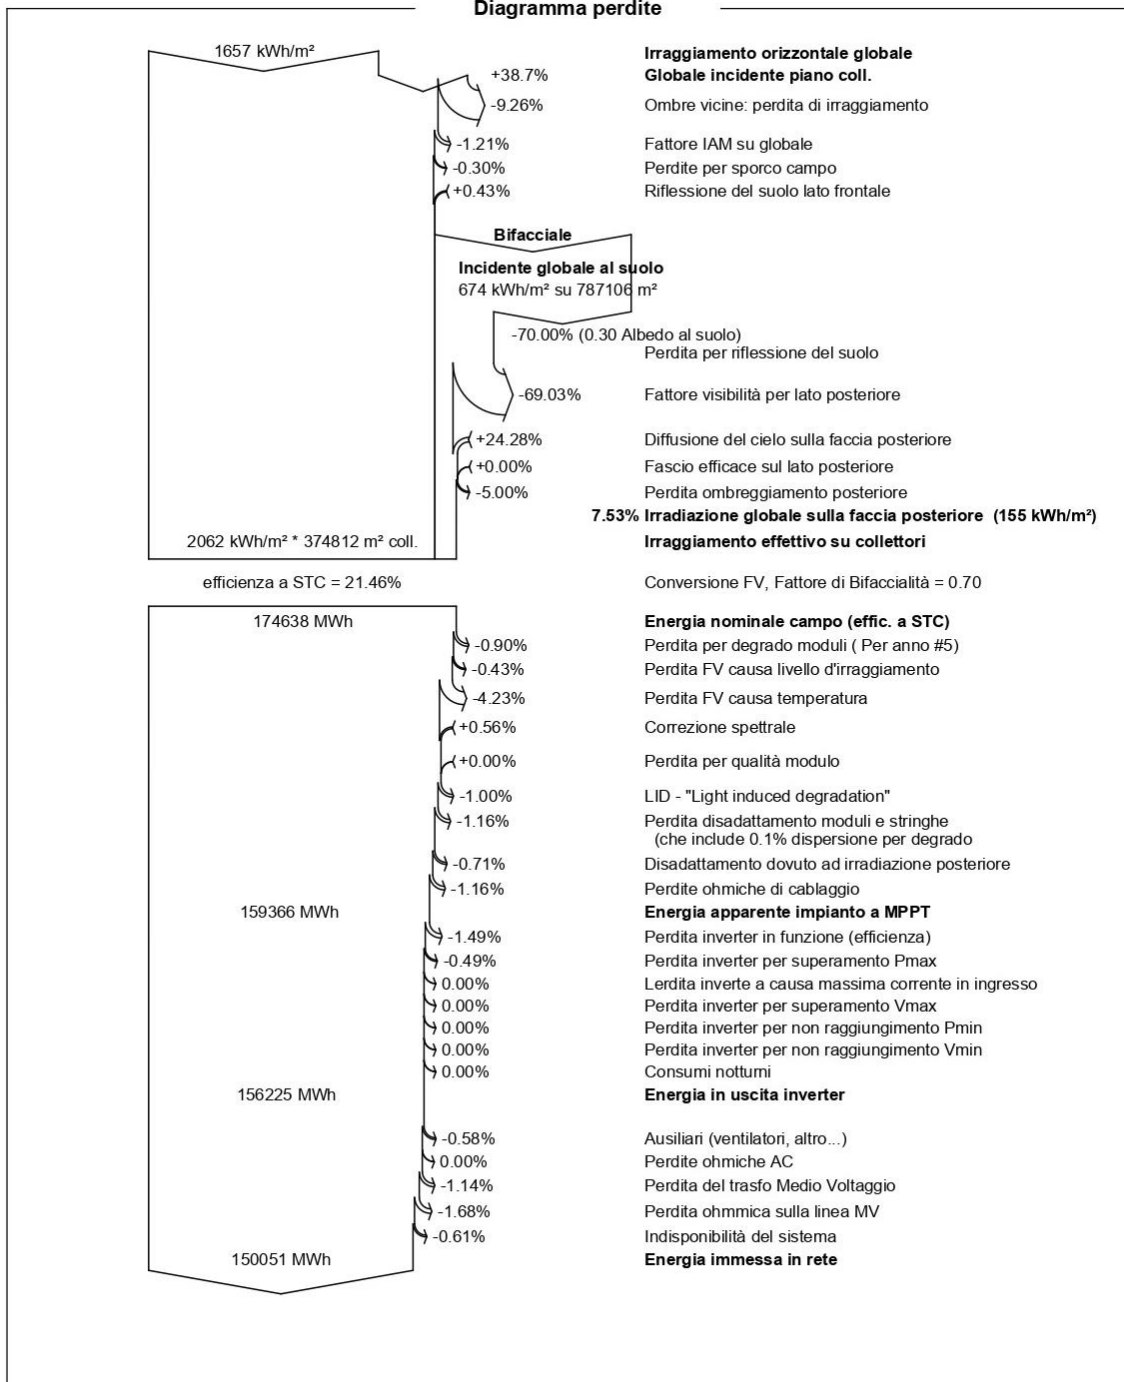 Diagramma perdite
1657 kWh/m²
Irraggiamento orizzontale globale
+38.7% Globale incidente piano coll.
-9.26% Ombre vicine: perdita di irraggiamento
-1.21% Fattore IAM su globale
-0.30% Perdite per sporco campo
+0.43% Riflessione del suolo lato frontale
Bifacciale
Incidente globale al suolo
674 kWh/m² su 787106 m²
-70.00% (0.30 Albedo al suolo)
Perdita per riflessione del suolo
-69.03% Fattore visibilità per lato posteriore
+24.28% Diffusione del cielo sulla faccia posteriore
+0.00% Fascio efficace sul lato posteriore
-5.00% Perdita ombreggiamento posteriore
7.53% Irradiazione globale sulla faccia posteriore (155 kWh/m²)
2062 kWh/m² * 374812 m² coll. Irraggiamento effettivo su collettori
efficienza a STC = 21.46% Conversione FV, Fattore di Bifaccialità = 0.70
174638 MWh Energia nominale campo (effic. a STC)
-0.90% Perdita per degrado moduli ( Per anno #5)
-0.43% Perdita FV causa livello d'irraggiamento
-4.23% Perdita FV causa temperatura
+0.56% Correzione spettrale
+0.00% Perdita per qualità modulo
-1.00% LID - "Light induced degradation"
-1.16% Perdita disadattamento moduli e stringhe
(che include 0.1% dispersione per degrado
-0.71% Disadattamento dovuto ad irradiazione posteriore
-1.16% Perdite ohmiche di cablaggio
159366 MWh Energia apparente impianto a MPPT
-1.49% Perdita inverter in funzione (efficienza)
-0.49% Perdita inverter per superamento Pmax
0.00% Lerdita inverte a causa massima corrente in ingresso
0.00% Perdita inverter per superamento Vmax
0.00% Perdita inverter per non raggiungimento Pmin
0.00% Perdita inverter per non raggiungimento Vmin
0.00% Consumi notturni
156225 MWh Energia in uscita inverter
-0.58% Ausiliari (ventilatori, altro...)
0.00% Perdite ohmiche AC
-1.14% Perdita del trasfo Medio Voltaggio
-1.68% Perdita ohmmica sulla linea MV
-0.61% Indisponibilità del sistema
150051 MWh Energia immessa in rete